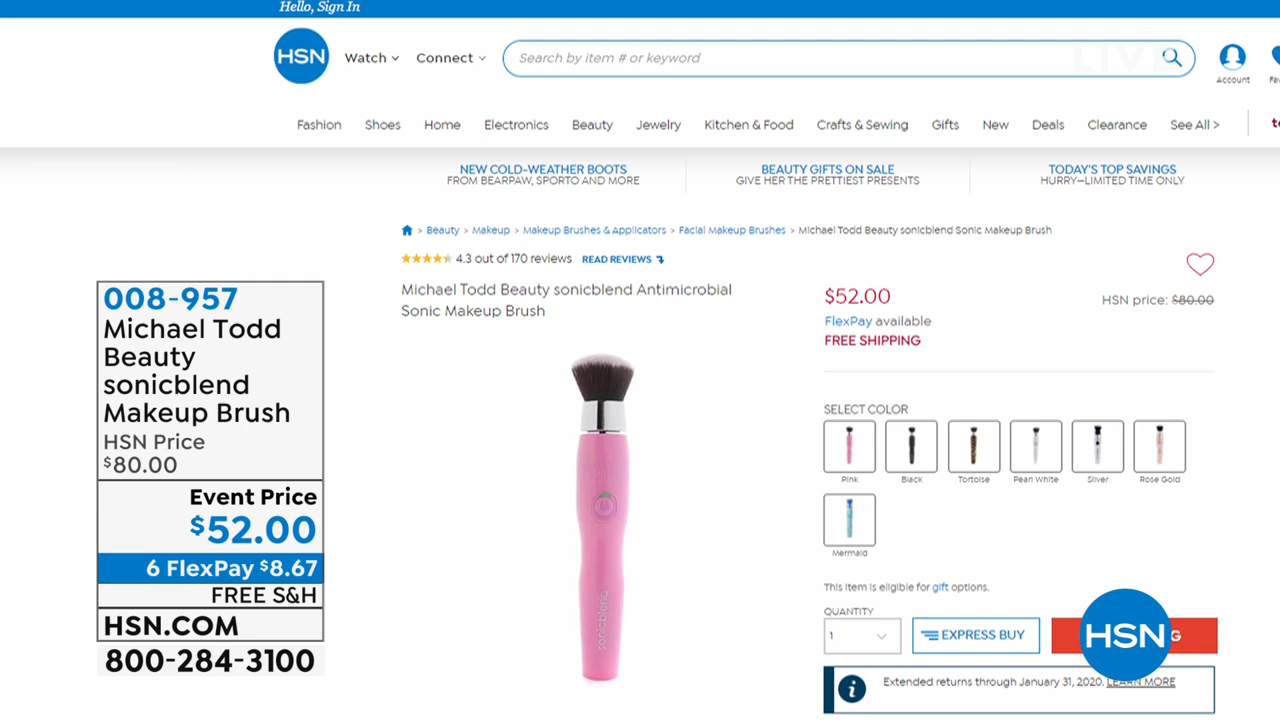 Hello, Sign In
HSN
Watch
Connect
Search by item # or keyword
LIVE
Account
Fashion
Shoes
Home
Electronics
Beauty
Jewelry
Kitchen & Food
Crafts & Sewing
Gifts
New
Deals
Clearance
See All >
NEW COLD-WEATHER BOOTS
FROM BEARPAW, SPORTO AND MORE
BEAUTY GIFTS ON SALE
GIVE HER THE PRETTIEST PRESENTS
TODAY'S TOP SAVINGS
HURRY–LIMITED TIME ONLY
> Beauty > Makeup > Makeup Brushes & Applicators > Facial Makeup Brushes > Michael Todd Beauty sonicblend Sonic Makeup Brush
4.3 out of 170 reviews READ REVIEWS
Michael Todd Beauty sonicblend Antimicrobial
Sonic Makeup Brush
$52.00
HSN price: $80.00
FlexPay available
FREE SHIPPING
SELECT COLOR
Pink
Black
Tortoise
Pearl White
Silver
Rose Gold
Mermaid
This item is eligible for gift options.
QUANTITY
1
EXPRESS BUY
HSN
G
Extended returns through January 31, 2020. LEARN MORE
sonicblend
008-957
Michael Todd
Beauty
sonicblend
Makeup Brush
HSN Price
$80.00
Event Price
$52.00
6 FlexPay $8.67
FREE S&H
HSN.COM
800-284-3100